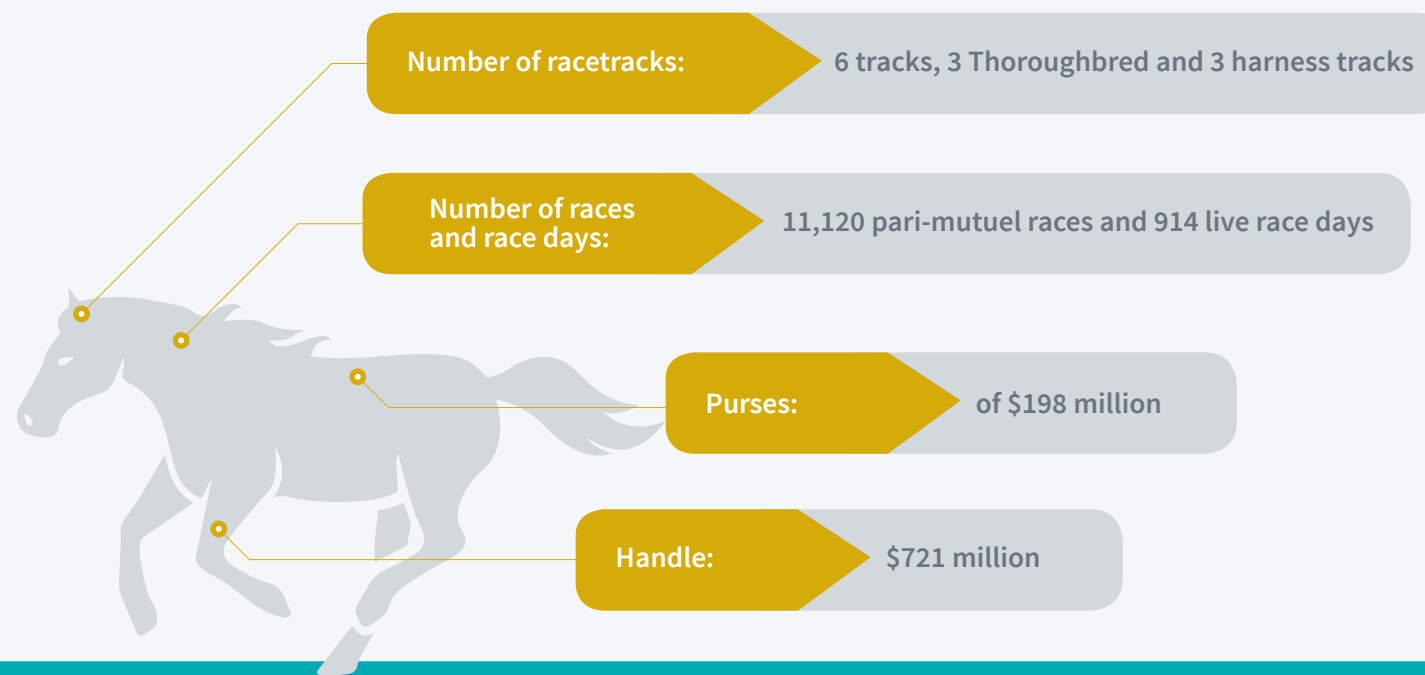 Number of racetracks: 6 tracks, 3 Thoroughbred and 3 harness tracks
Number of races
and race days:
11,120 pari-mutuel races and 914 live race days
Purses: of $198 million
Handle: $721 million